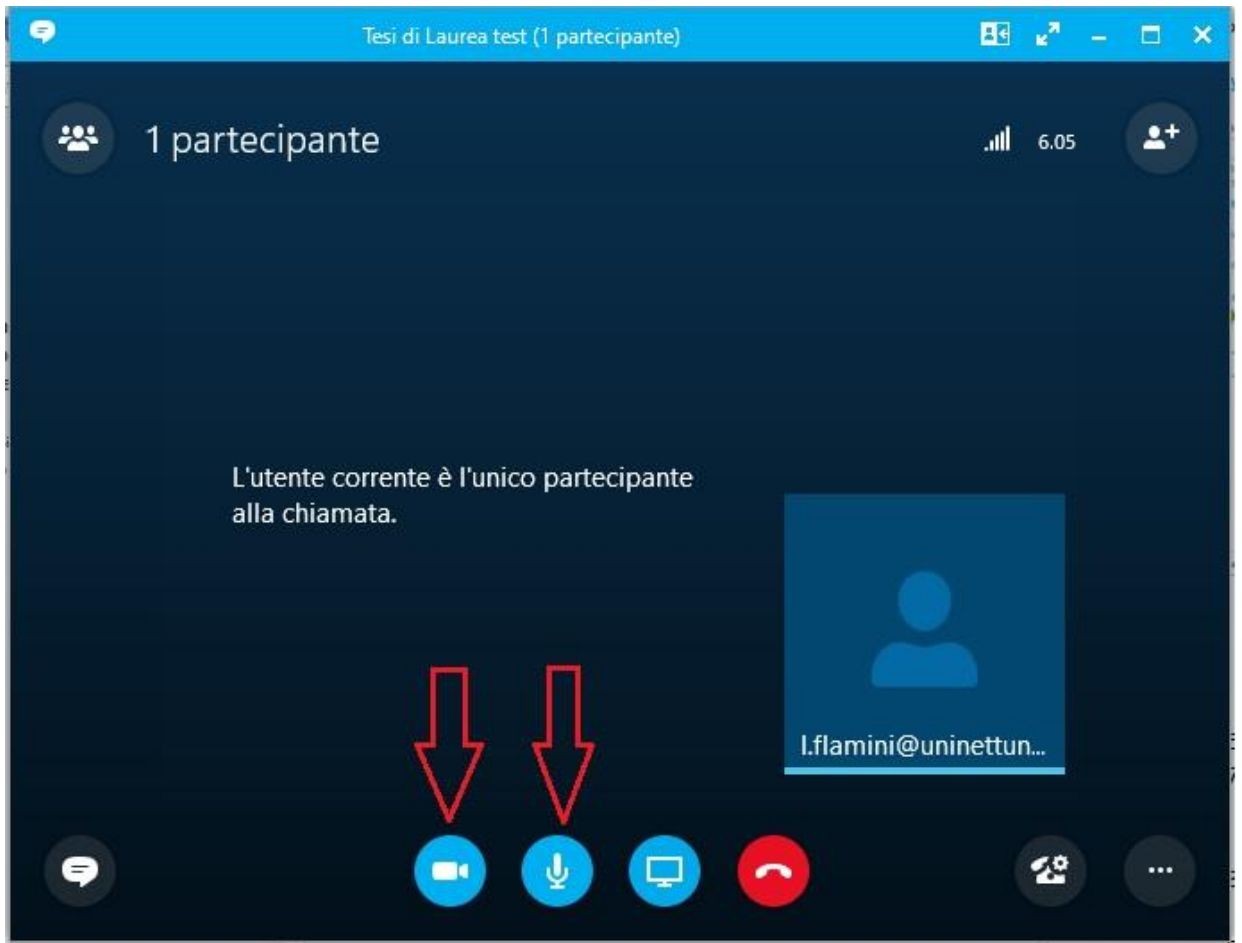 Tesi di Laurea test (1 partecipante)
1 partecipante
6.05
L'utente corrente è l'unico partecipante
alla chiamata.
l.flamini@uninettun...